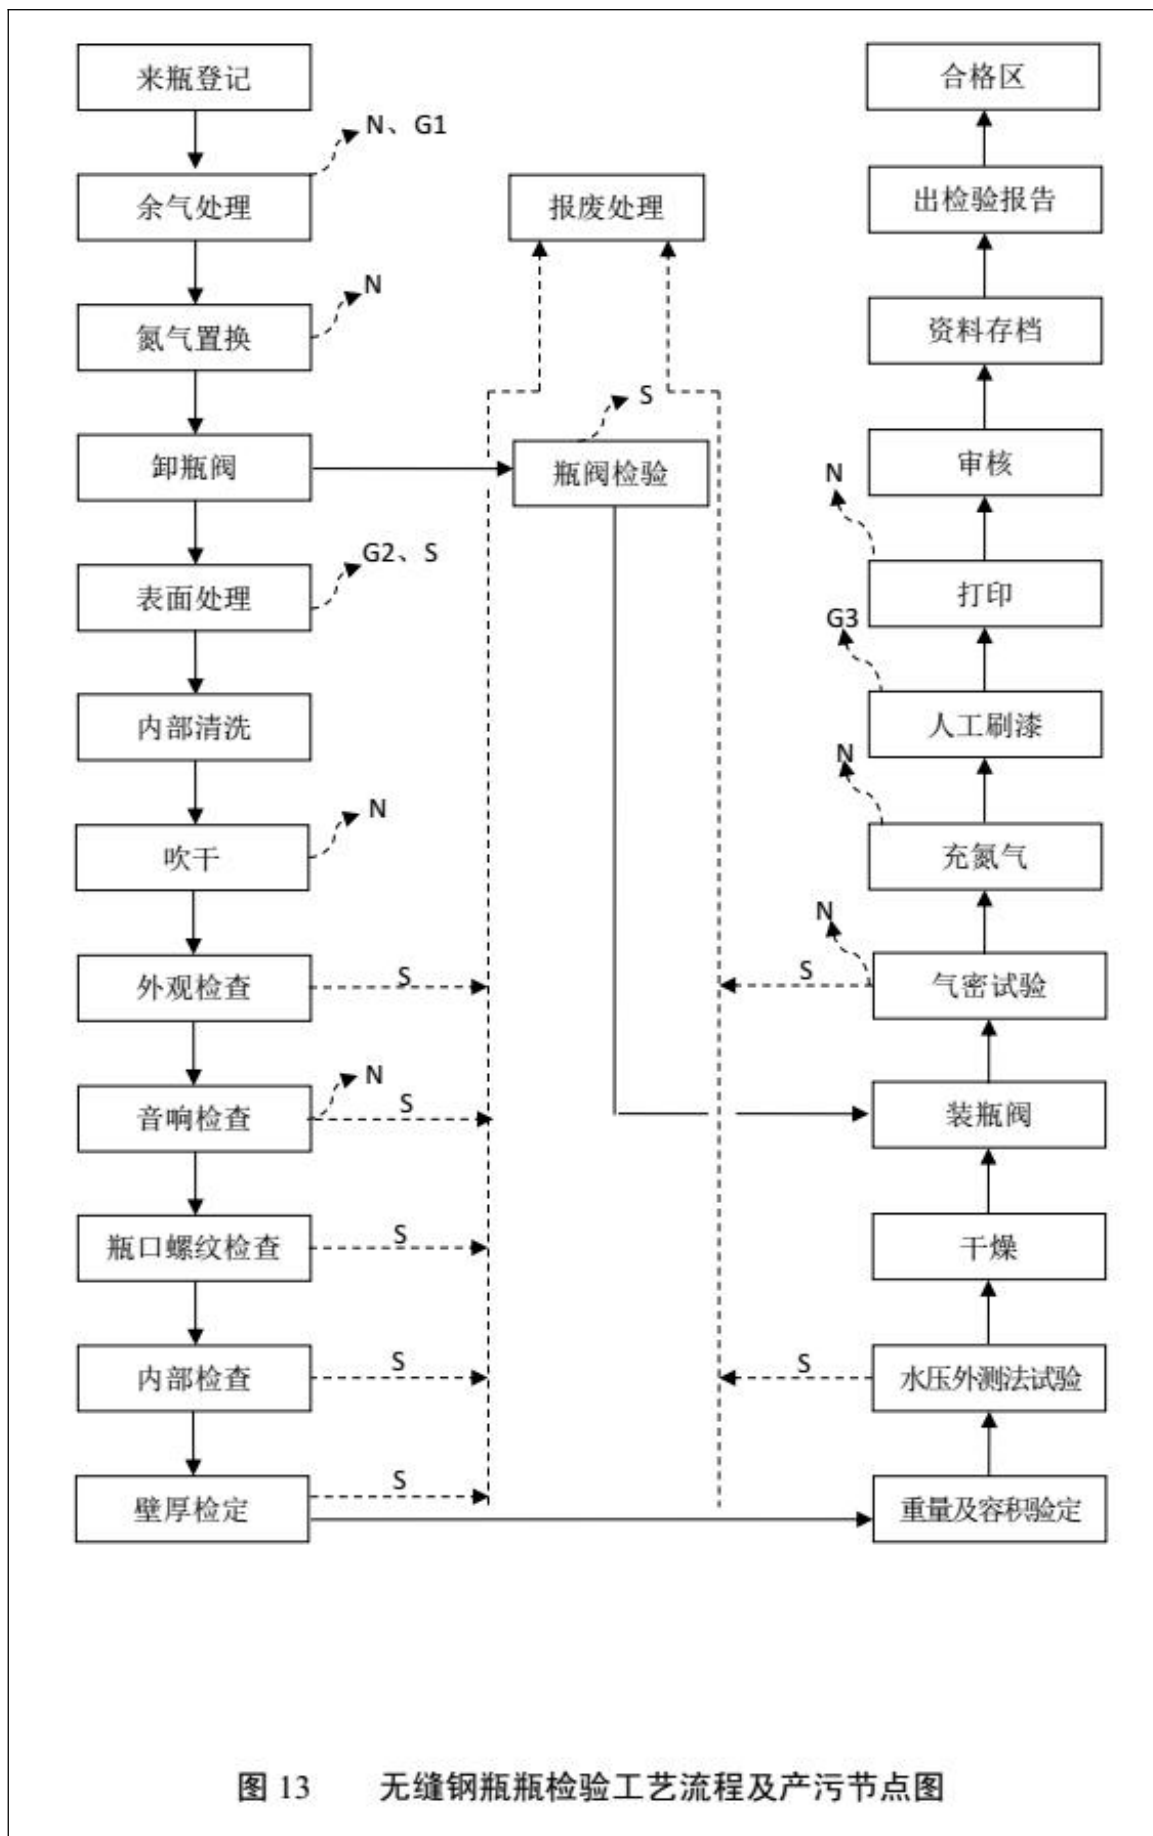 来瓶登记
N、G1
余气处理
N
氮气置换
卸瓶阀
G2、S
表面处理
内部清洗
N
吹干
外观检查
S
N
音响检查
S
瓶口螺纹检查
S
内部检查
S
壁厚检定
S
报废处理
S
瓶阀检验
合格区
出检验报告
资料存档
审核
N
打印
G3
人工刷漆
N
充氮气
N
S
气密试验
装瓶阀
干燥
S
水压外测法试验
重量及容积验定
图 13 无缝钢瓶瓶检验工艺流程及产污节点图